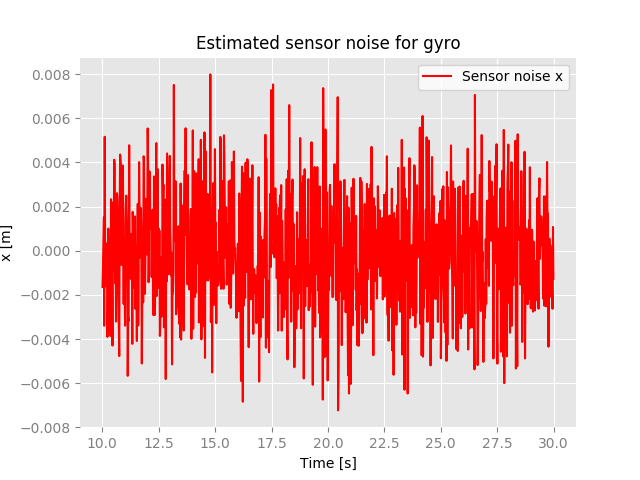 Estimated sensor noise for gyro
Sensor noise x
0.008
0.006
0.004
0.002
0.000
−0.002
−0.004
−0.006
−0.008
x [m]
10.0 12.5 15.0 17.5 20.0 22.5 25.0 27.5 30.0
Time [s]